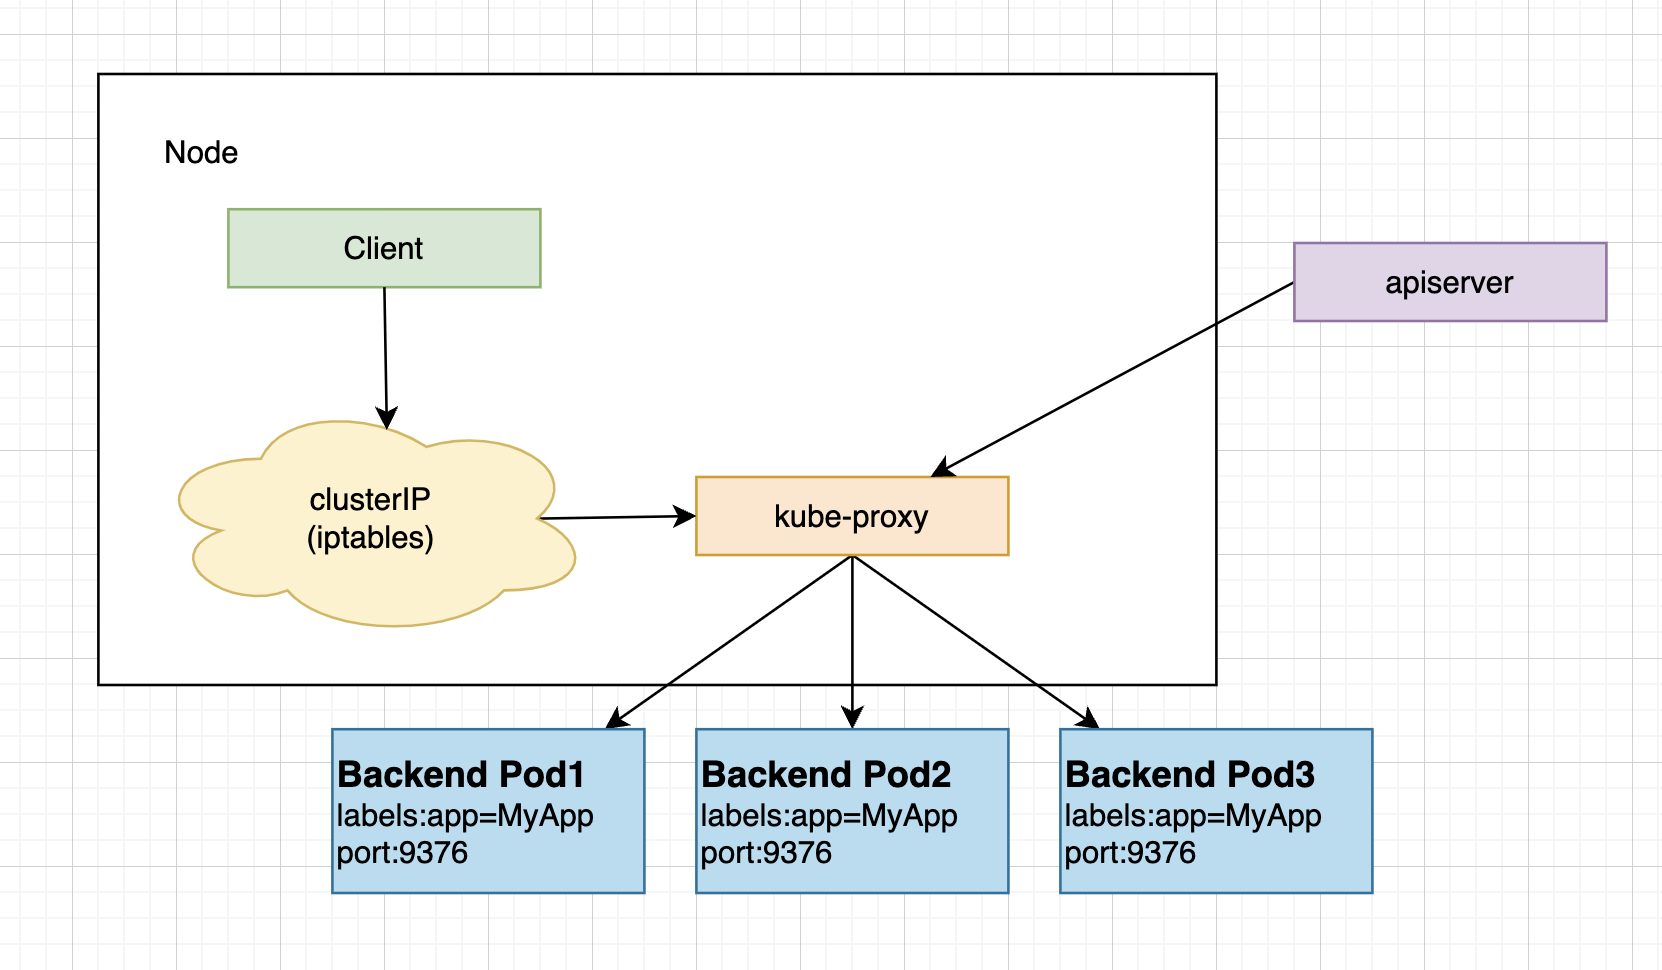 Node
Client
apiserver
clusterIP
(iptables)
kube-proxy
Backend Pod1
labels:app=MyApp
port:9376
Backend Pod2
labels:app=MyApp
port:9376
Backend Pod3
labels:app=MyApp
port:9376